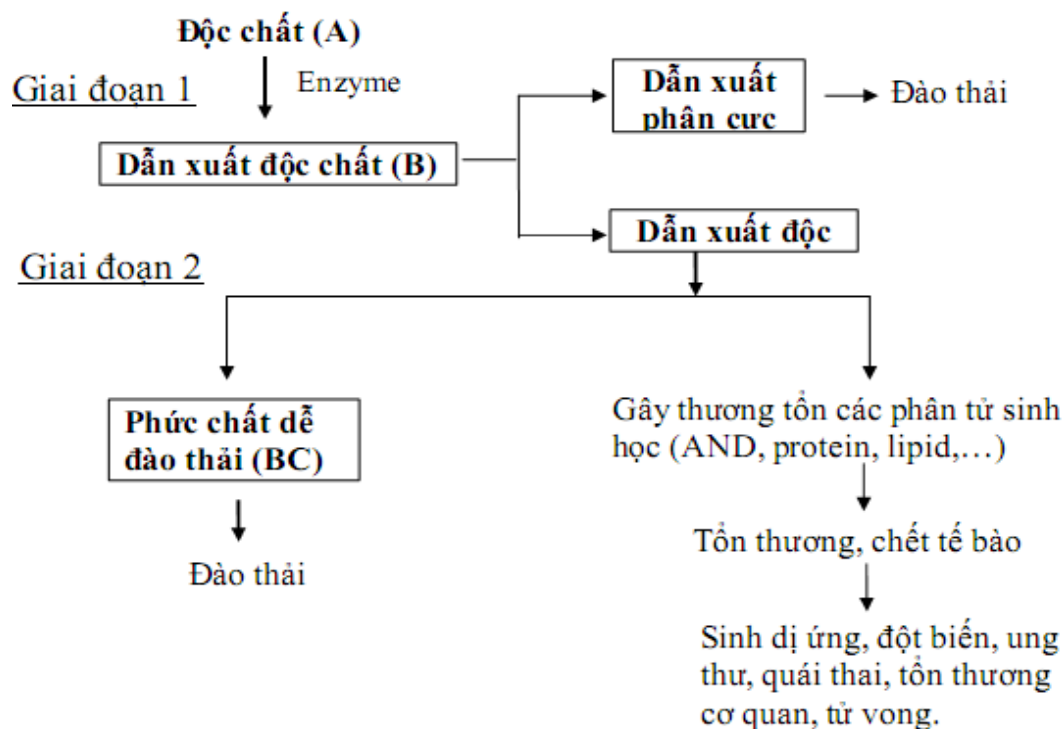 Độc chất (A)
Giai đoạn 1
Enzyme
Dẫn xuất
phân cưc
Đào thải
Dẫn xuất độc chất (B)
Dẫn xuất độc
Giai đoạn 2
Phức chất dễ
đào thải (BC)
Đào thải
Gây thương tổn các phân tử sinh
học (AND, protein, lipid,…)
Tổn thương, chết tế bào
Sinh dị ứng, đột biến, ung
thư, quái thai, tổn thương
cơ quan, tử vong.